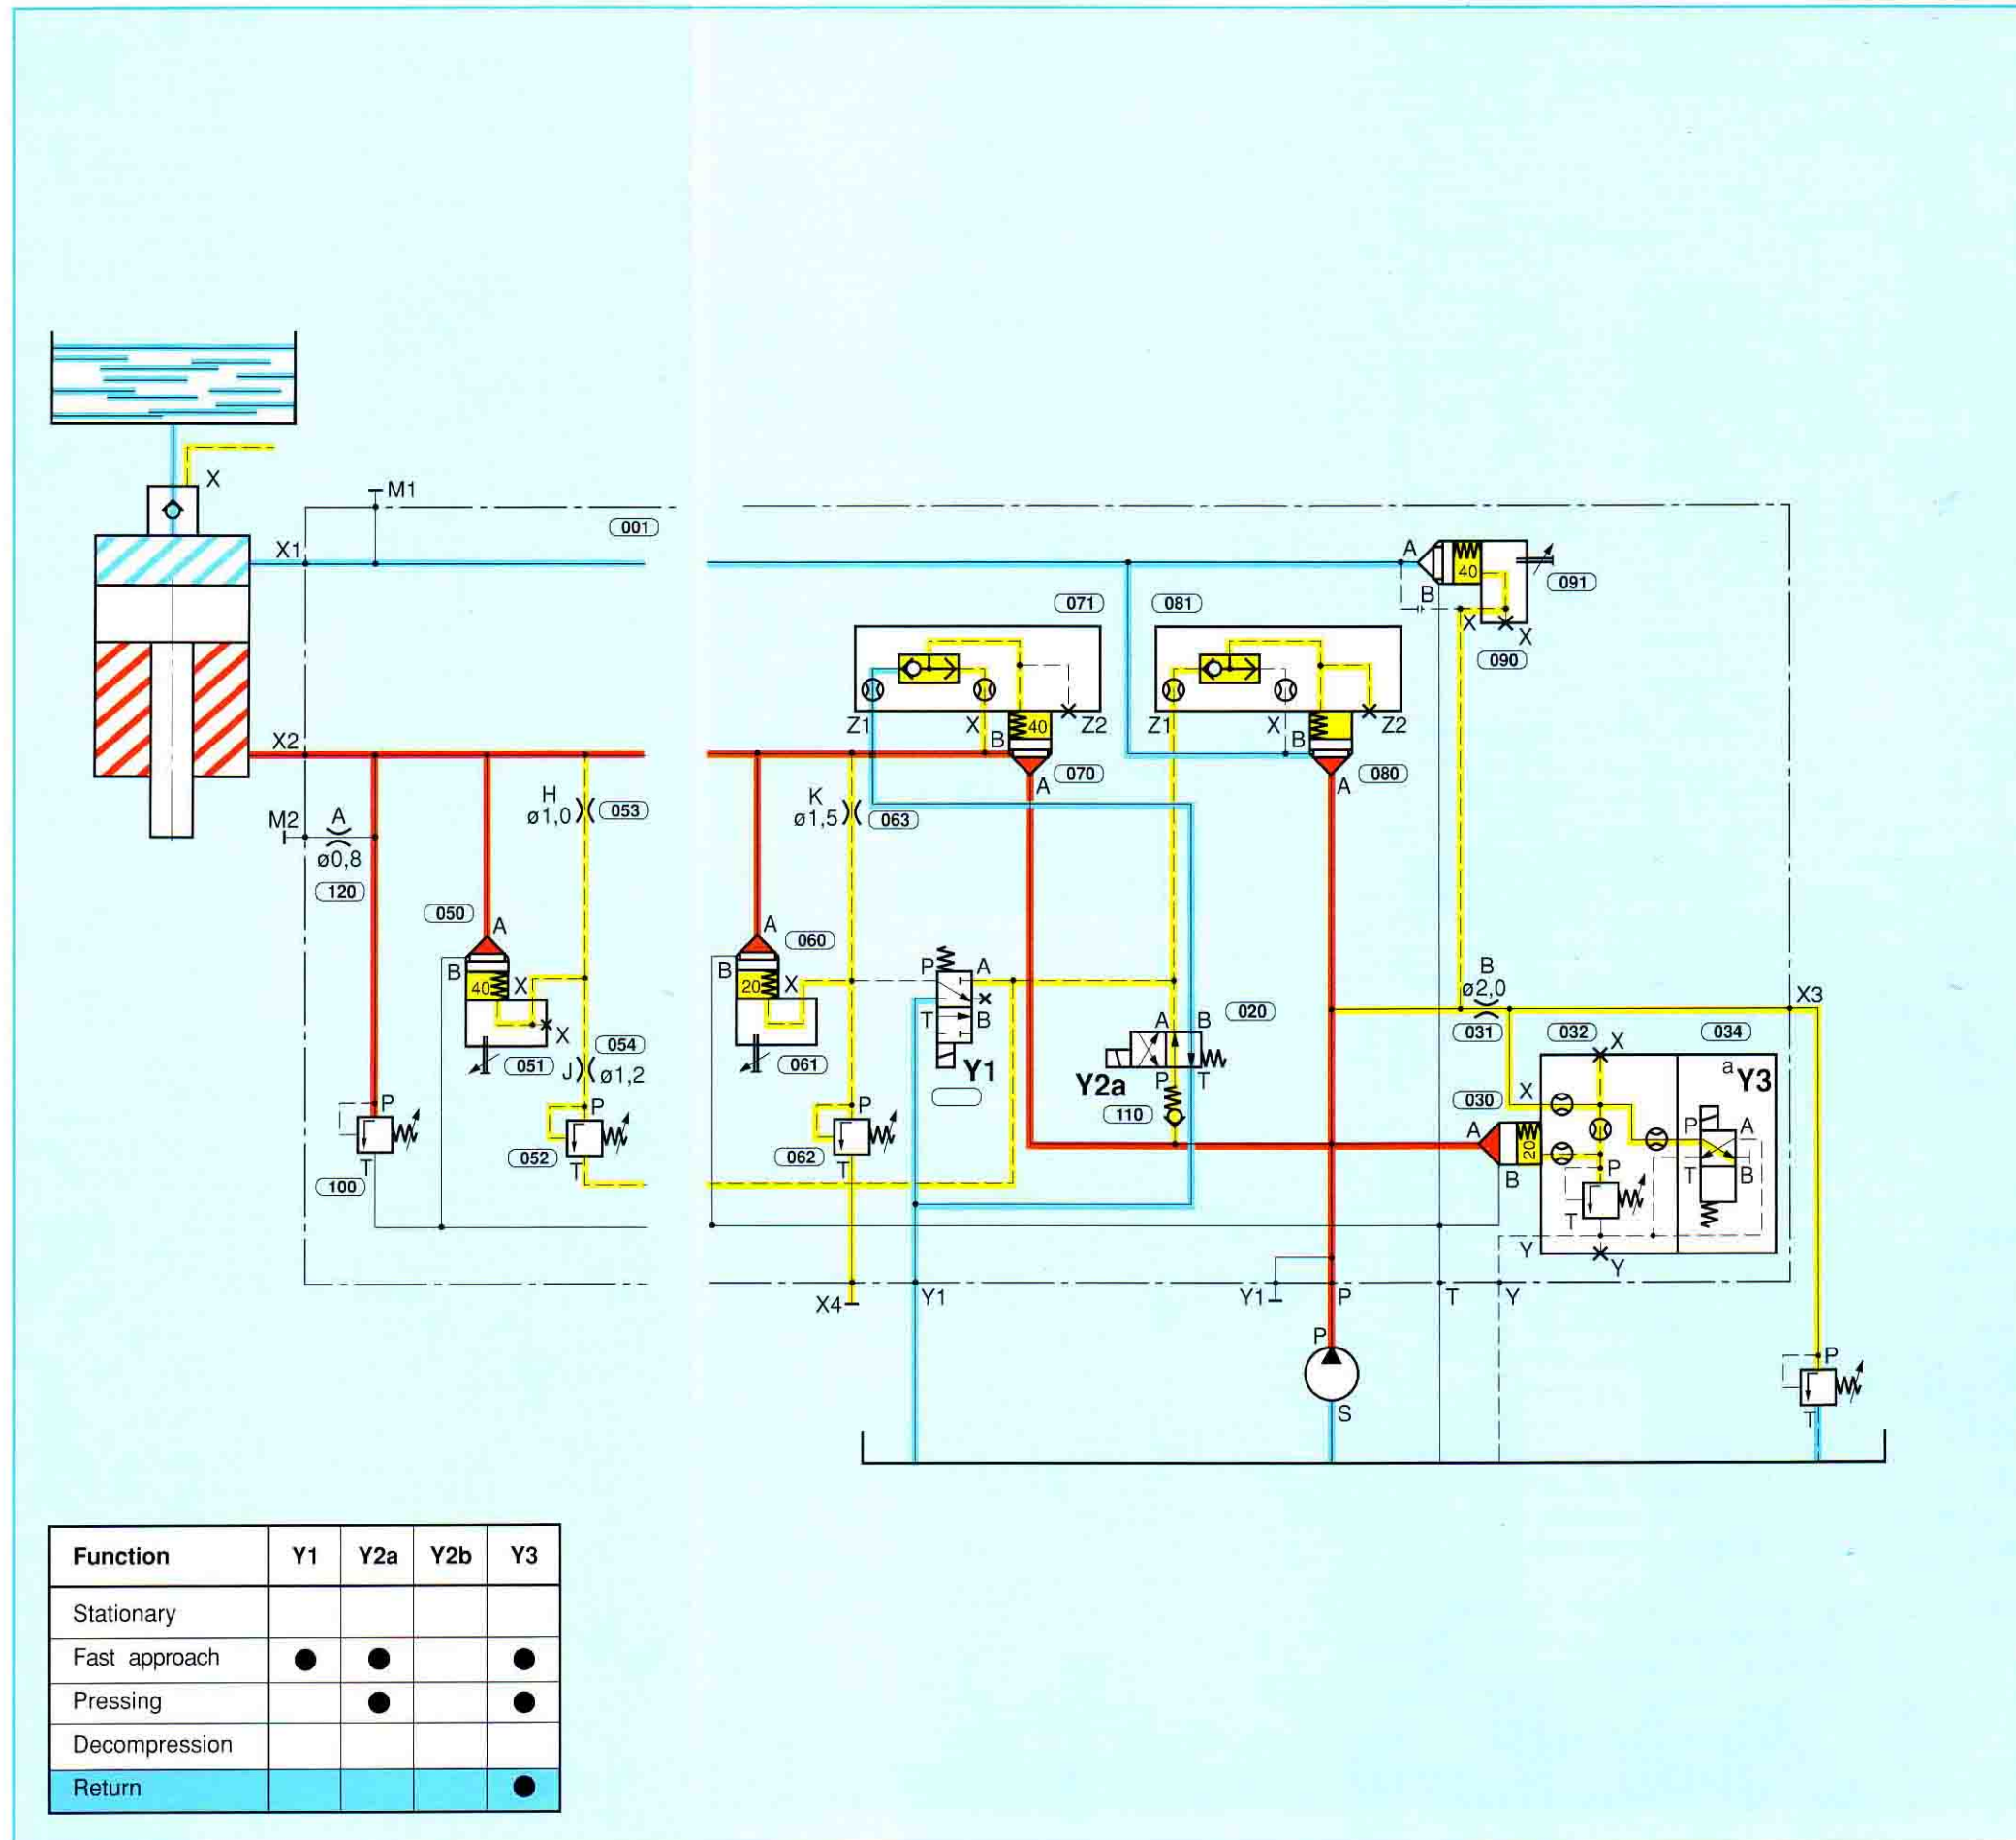 X
M1
001
X1
A
40
091
B
X
X
090
071
081
Z1
X
B
40
Z2
Z1
X
B
Z2
070
080
A
A
X2
H
ø1,0
053
K
ø1,5
063
M2
A
ø0,8
120
050
A
B
40
X
X
051
054
J
ø1,2
A
060
B
20
X
061
P
A
T
B
Y1
A
B
020
Y2a
P
T
110
B
ø2,0
X3
031
032
034
X
a
Y3
030
X
A
20
B
P
A
T
B
P
T
Y
Y
P
T
100
P
052
T
P
062
T
X4
Y1
Y1
P
T
Y
P
S
P
T
Function Y1 Y2a Y2b Y3
Stationary
Fast approach ● ● ●
Pressing ● ●
Decompression
Return ●